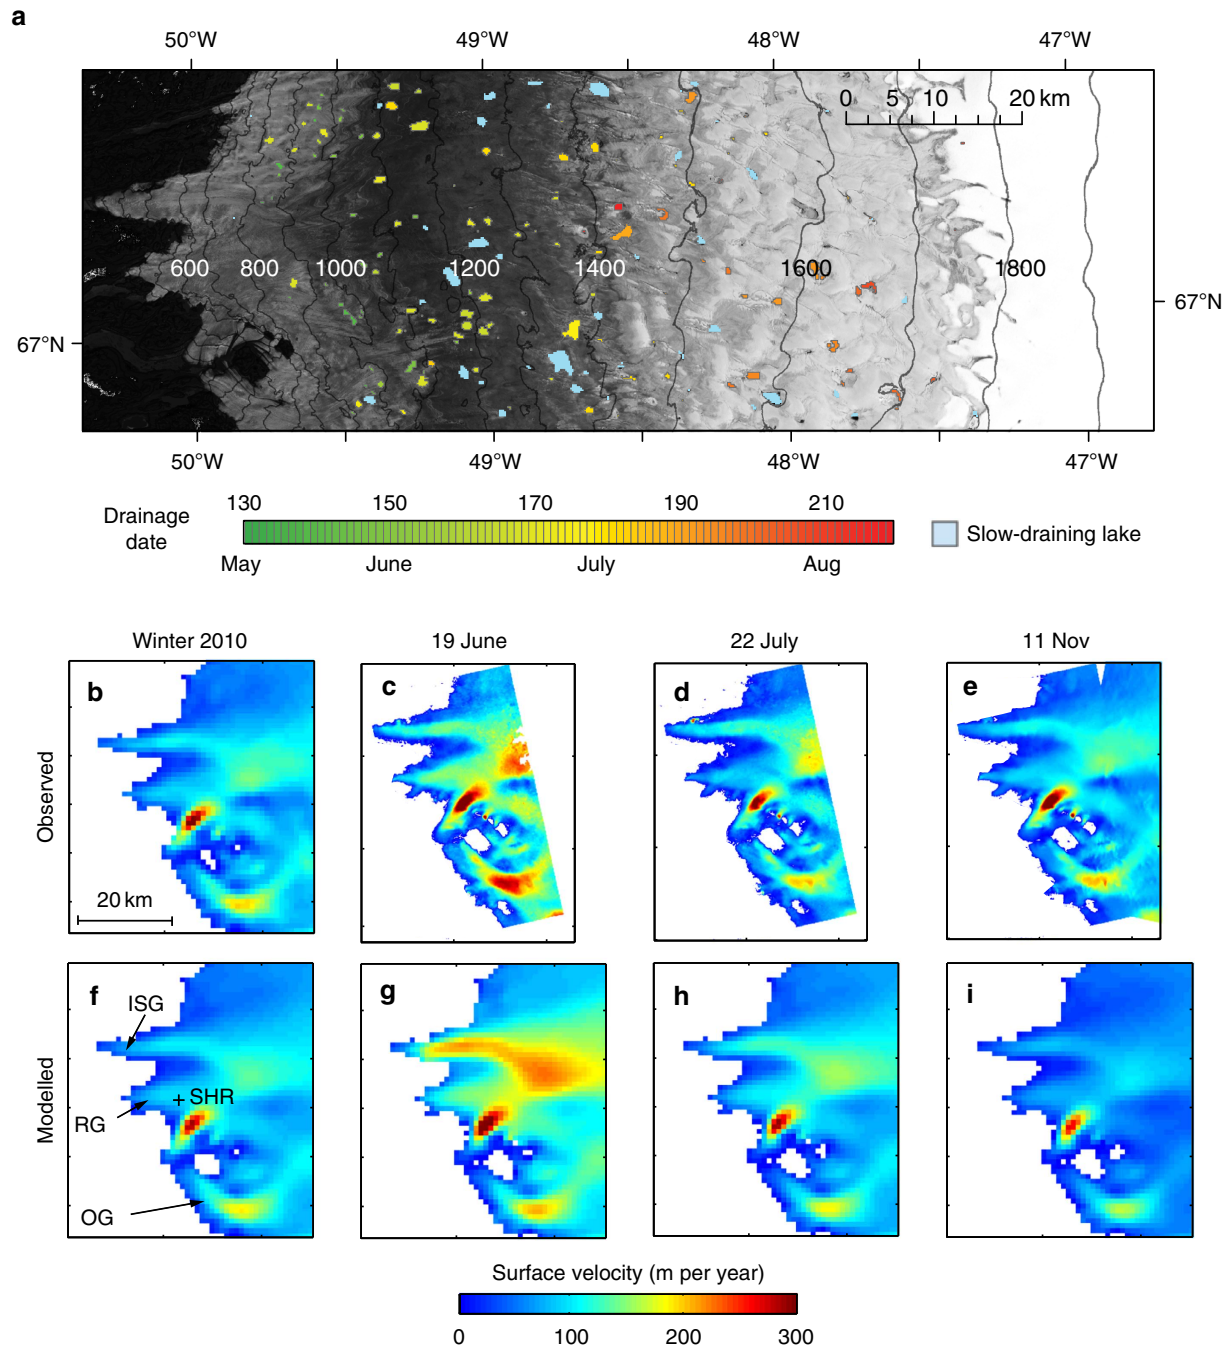 a
50°W 49°W 48°W 47°W
0 5 10 20 km
600 800 1000 1200 1400 1600 1800
67°N 67°N
50°W 49°W 48°W 47°W
130 150 170 190 210
Drainage date
May June July Aug
Slow-draining lake
Winter 2010 19 June 22 July 11 Nov
b c d e
Observed
20 km
f g h i
Modelled
ISG
SHR
RG
OG
Surface velocity (m per year)
0 100 200 300